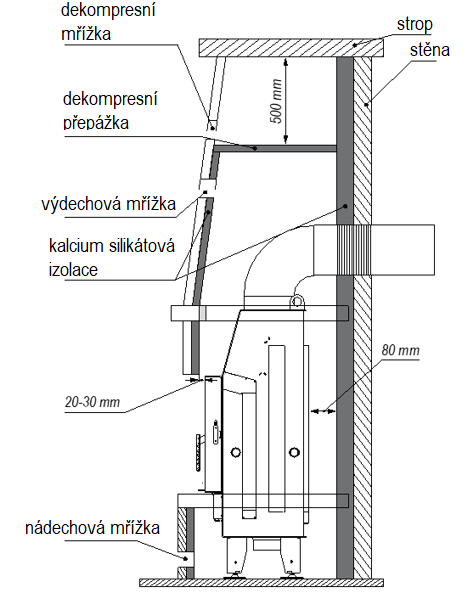 dekompresní
mřížka
strop
stěna
500 mm
dekompresní
přepážka
výdechová mřížka
kalcium silikátová
izolace
80 mm
20-30 mm
nádechová mřížka